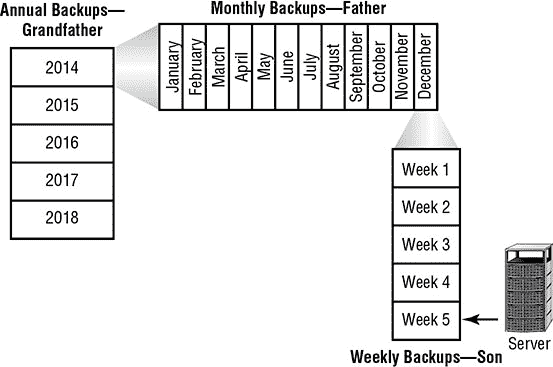 Annual Backups—
Grandfather
2014
2015
2016
2017
2018
Monthly Backups—Father
January
February
March
April
May
June
July
August
September
October
November
December
Week 1
Week 2
Week 3
Week 4
Week 5
Weekly Backups—Son
Server